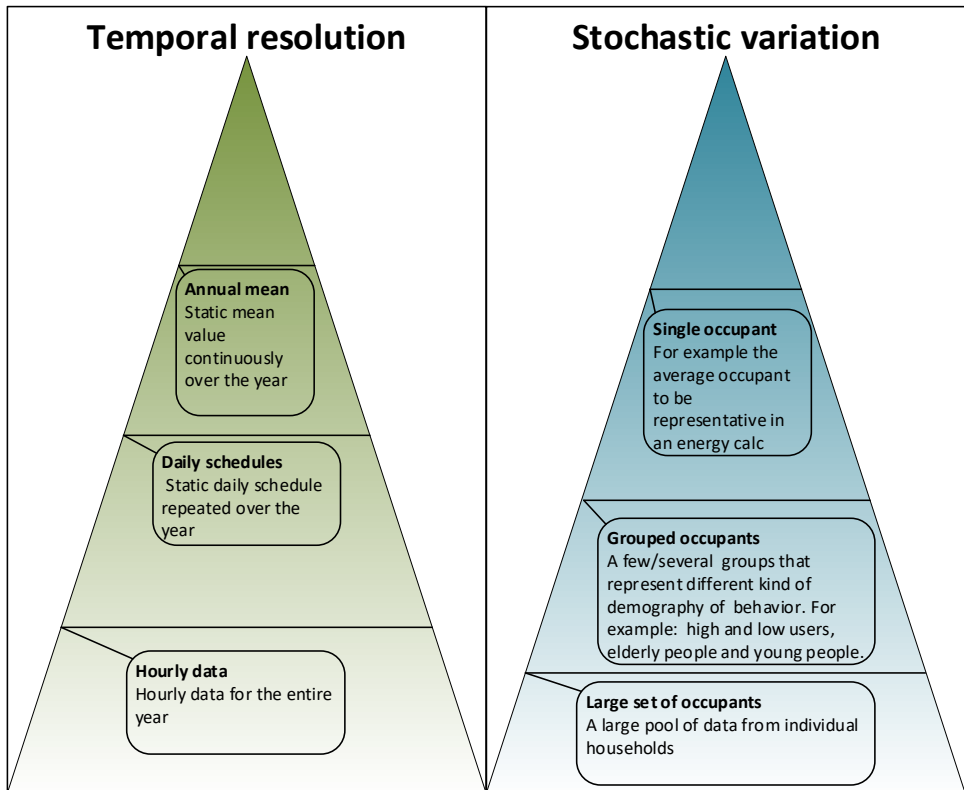 Temporal resolution
Annual mean
Static mean
value
continuously
over the year
Daily schedules
Static daily schedule
repeated over the
year
Hourly data
Hourly data for the entire
year
Stochastic variation
Single occupant
For example the
average occupant
to be
representative in
an energy calc
Grouped occupants
A few/several groups that
represent different kind of
demography of behavior. For
example: high and low users,
elderly people and young people.
Large set of occupants
A large pool of data from individual
households